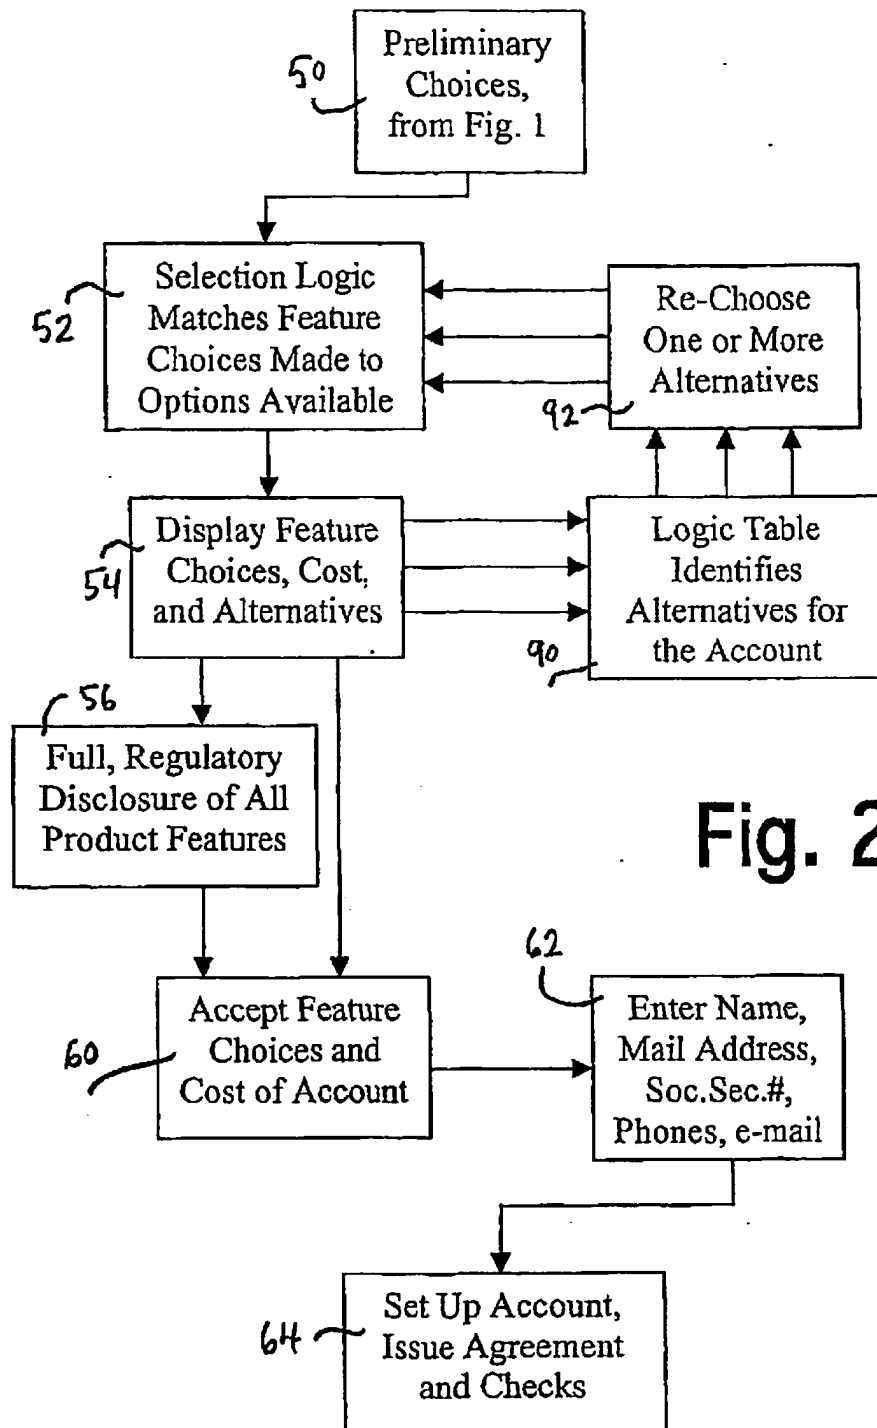 50
Preliminary
Choices,
from Fig. 1
52
Selection Logic
Matches Feature
Choices Made to
Options Available
Re-Choose
One or More
Alternatives
92
54
Display Feature
Choices, Cost,
and Alternatives
Logic Table
Identifies
Alternatives for
the Account
90
56
Full, Regulatory
Disclosure of All
Product Features
Fig. 2
60
Accept Feature
Choices and
Cost of Account
62
Enter Name,
Mail Address,
Soc.Sec.#,
Phones, e-mail
64
Set Up Account,
Issue Agreement
and Checks